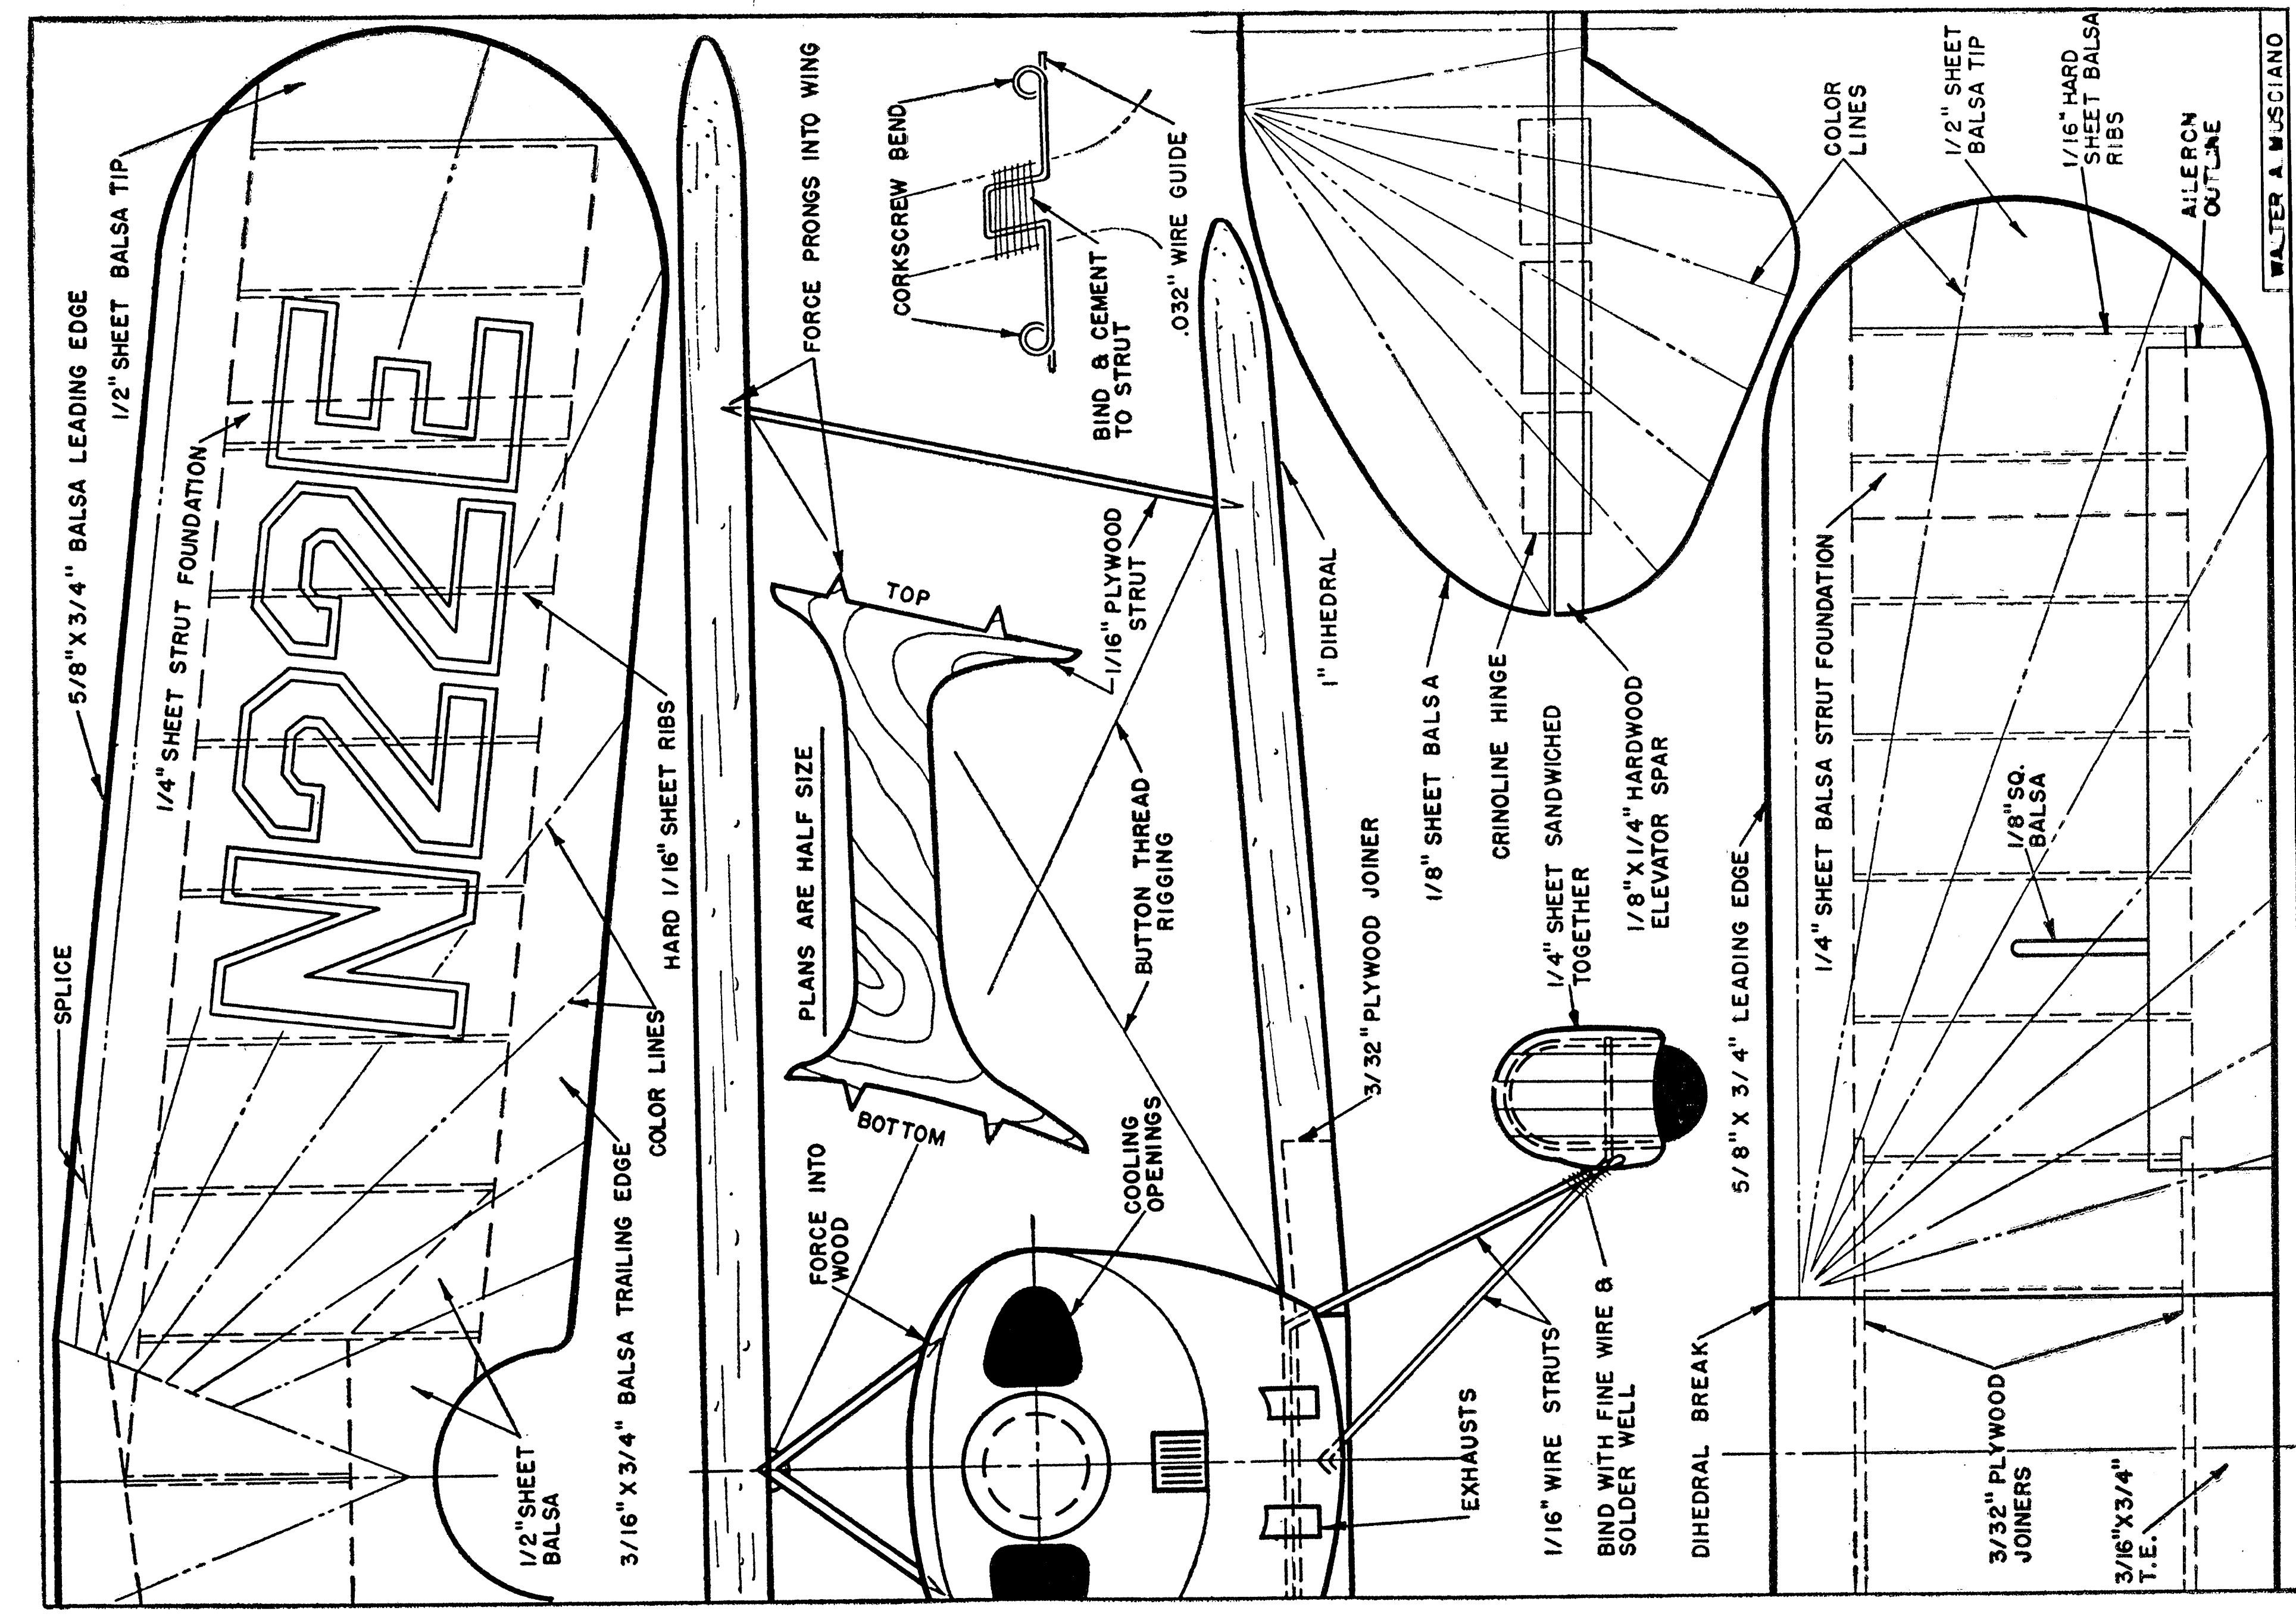 SPLICE
5/8" X 3/4" BALSA LEADING EDGE
1/2" SHEET BALSA TIP
1/4" SHEET STRUT FOUNDATION
N22E
1/2" SHEET
BALSA
3/16" X 3/4" BALSA TRAILING EDGE
COLOR LINES
HARD 1/16" SHEET RIBS
FORCE PRONGS INTO WING
PLANS ARE HALF SIZE
TOP
BOTTOM
1/16" PLYWOOD
STRUT
CORKSCREW BEND
BIND & CEMENT
TO STRUT
.032" WIRE GUIDE
FORCE INTO
WOOD
COOLING
OPENINGS
BUTTON THREAD
RIGGING
1" DIHEDRAL
3/32" PLYWOOD JOINER
EXHAUSTS
1/16" WIRE STRUTS
BIND WITH FINE WIRE &
SOLDER WELL
1/4" SHEET SANDWICHED
TOGETHER
1/8" SHEET BALSA
CRINOLINE HINGE
1/8" X 1/4" HARDWOOD
ELEVATOR SPAR
COLOR
LINES
DIHEDRAL BREAK
5/8" X 3/4" LEADING EDGE
1/4" SHEET BALSA STRUT FOUNDATION
1/8" SQ.
BALSA
1/2" SHEET
BALSA TIP
1/16" HARD
SHEET BALSA
RIBS
AILERON
OUTLINE
3/32" PLYWOOD
JOINERS
3/16" X 3/4"
T.E.
WALTER A. MUSCIANO